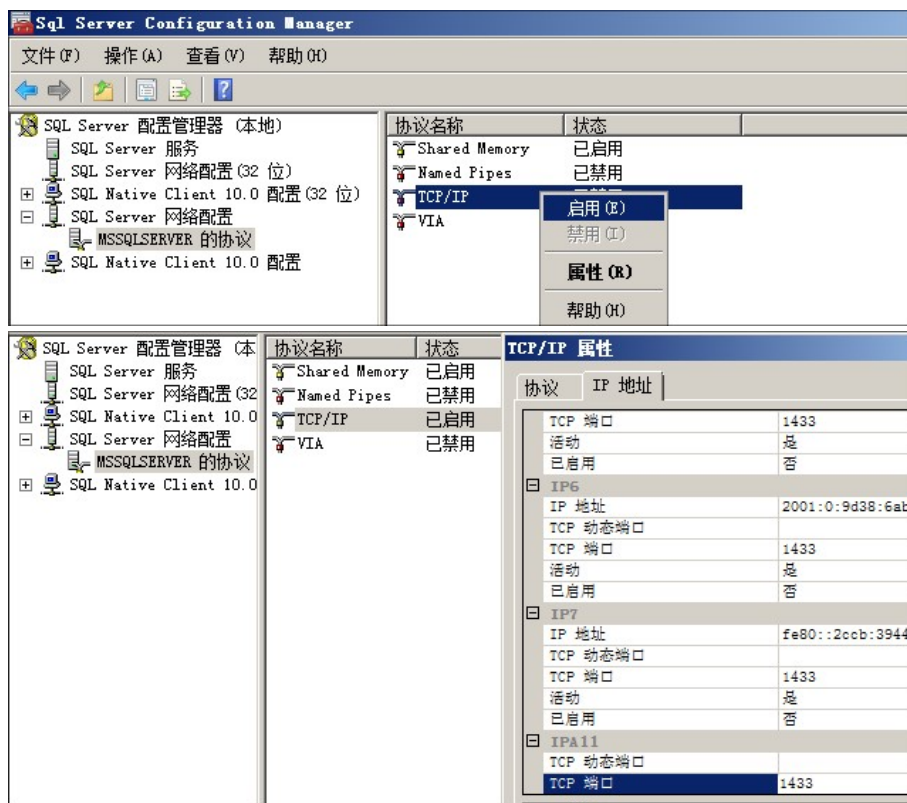 Sql Server Configuration Manager
文件(F) 操作(A) 查看(V) 帮助(H)
SQL Server 配置管理器 (本地)
SQL Server 服务
SQL Server 网络配置(32 位)
SQL Native Client 10.0 配置(32 位)
SQL Server 网络配置
MSSQLSERVER 的协议
SQL Native Client 10.0 配置
协议名称 状态
Shared Memory 已启用
Named Pipes 已禁用
TCP/IP
VIA
启用(E)
禁用(I)
属性(R)
帮助(H)
SQL Server 配置管理器 (本
SQL Server 服务
SQL Server 网络配置(32
SQL Native Client 10.0
SQL Server 网络配置
MSSQLSERVER 的协议
SQL Native Client 10.0
协议名称 状态
Shared Memory 已启用
Named Pipes 已禁用
TCP/IP 已启用
VIA 已禁用
TCP/IP 属性
协议 IP 地址
TCP 端口 1433
活动 是
已启用 否
IP6
IP 地址 2001:0:9d38:6ab
TCP 动态端口
TCP 端口 1433
活动 是
已启用 否
IP7
IP 地址 fe80::2ccb:3944
TCP 动态端口
TCP 端口 1433
活动 是
已启用 否
IPA11
TCP 动态端口
TCP 端口 1433